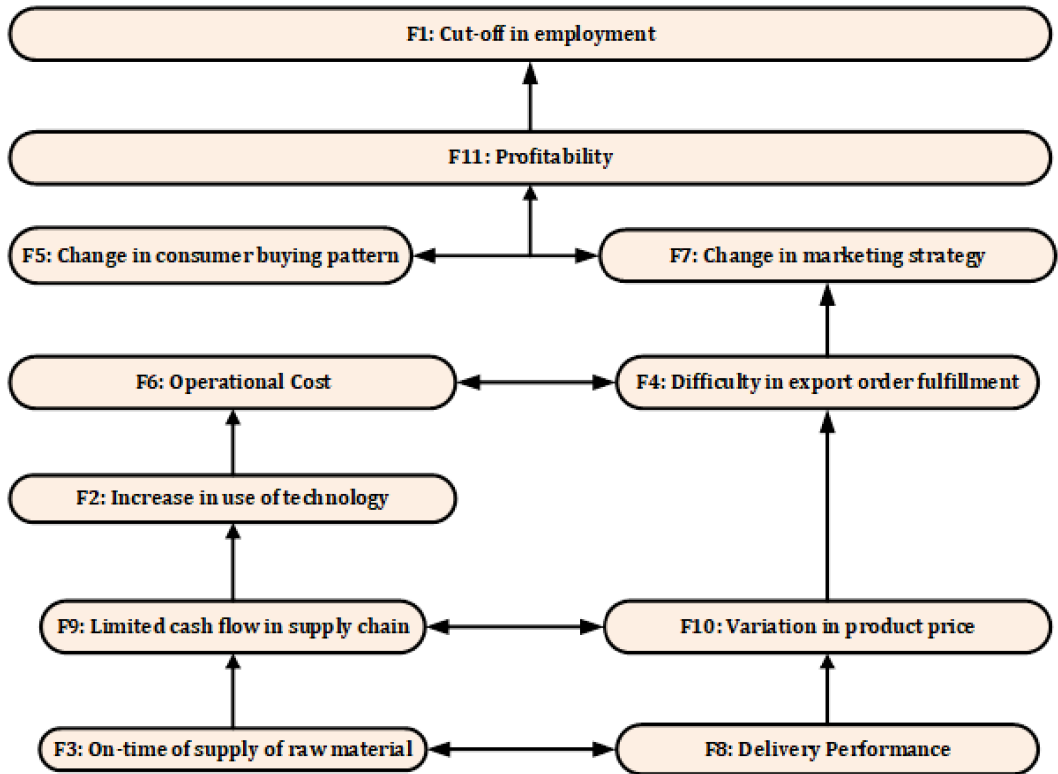 F1: Cut-off in employment
F11: Profitability
F5: Change in consumer buying pattern
F7: Change in marketing strategy
F6: Operational Cost
F4: Difficulty in export order fulfillment
F2: Increase in use of technology
F9: Limited cash flow in supply chain
F10: Variation in product price
F3: On-time of supply of raw material
F8: Delivery Performance